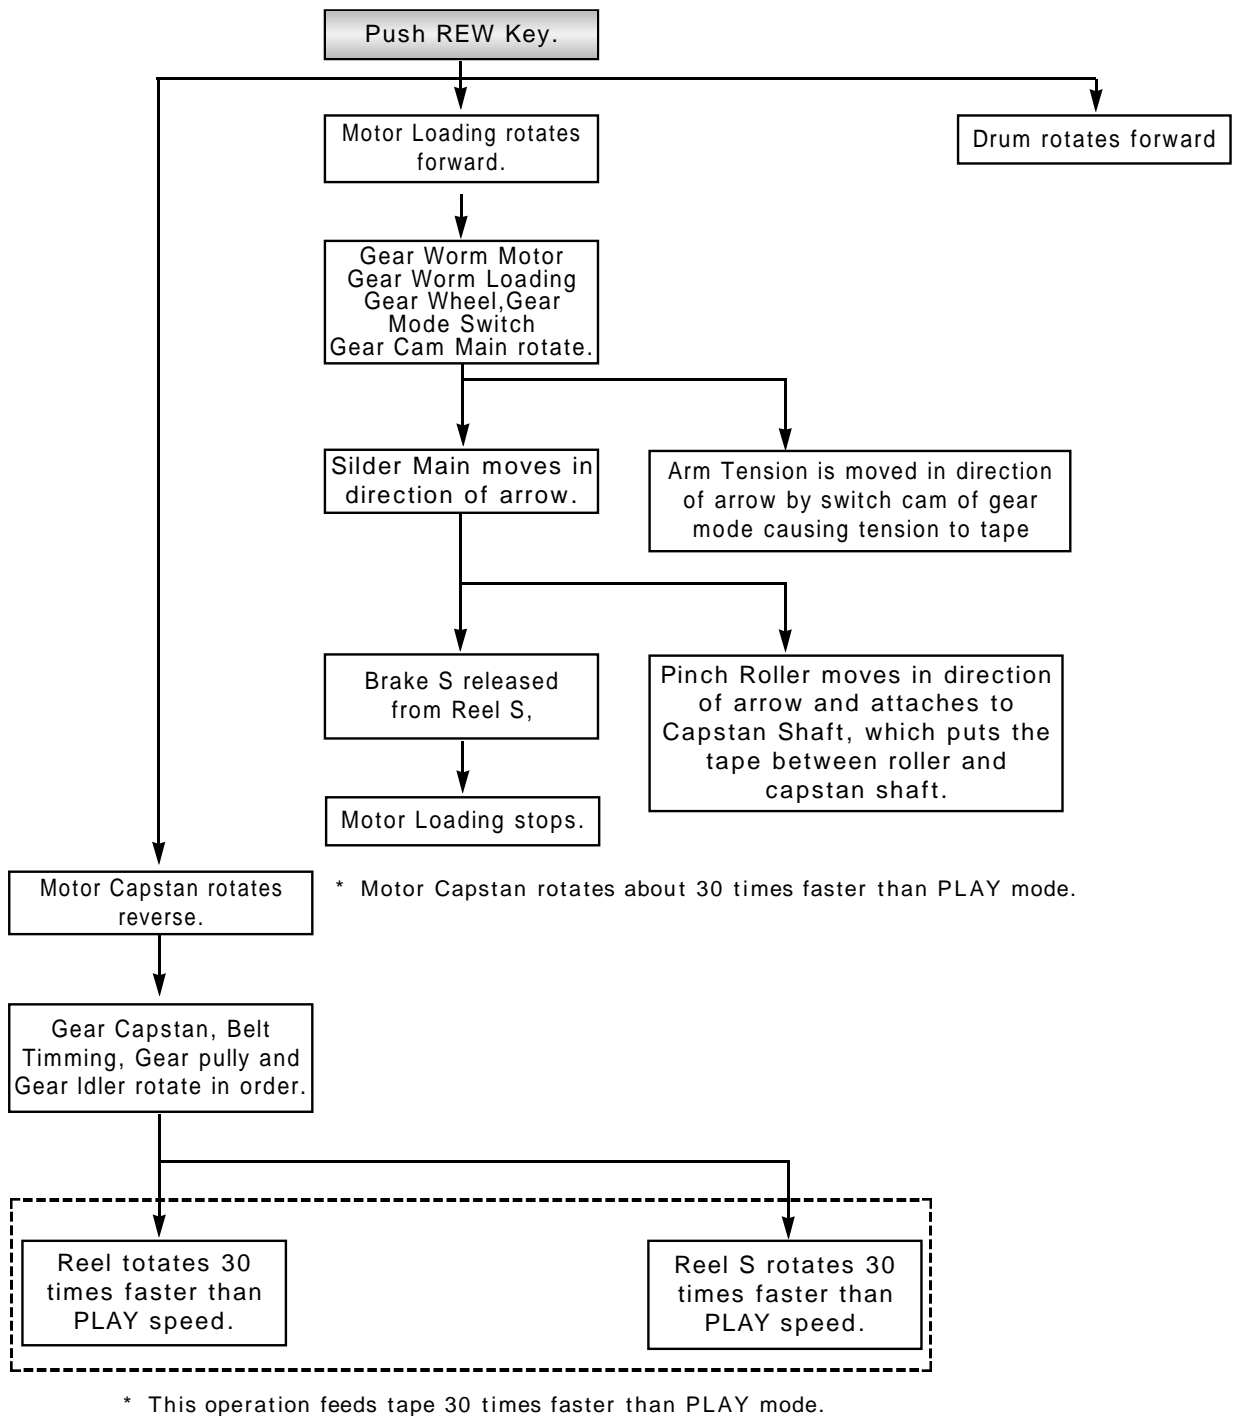 Push REW Key.
Motor Loading rotates
forward.
Drum rotates forward
Gear Worm Motor
Gear Worm Loading
Gear Wheel,Gear
Mode Switch
Gear Cam Main rotate.
Silder Main moves in
direction of arrow.
Arm Tension is moved in direction
of arrow by switch cam of gear
mode causing tension to tape
Brake S released
from Reel S,
Pinch Roller moves in direction
of arrow and attaches to
Capstan Shaft, which puts the
tape between roller and
capstan shaft.
Motor Loading stops.
Motor Capstan rotates
reverse.
* Motor Capstan rotates about 30 times faster than PLAY mode.
Gear Capstan, Belt
Timming, Gear pully and
Gear Idler rotate in order.
Reel totates 30
times faster than
PLAY speed.
Reel S rotates 30
times faster than
PLAY speed.
* This operation feeds tape 30 times faster than PLAY mode.